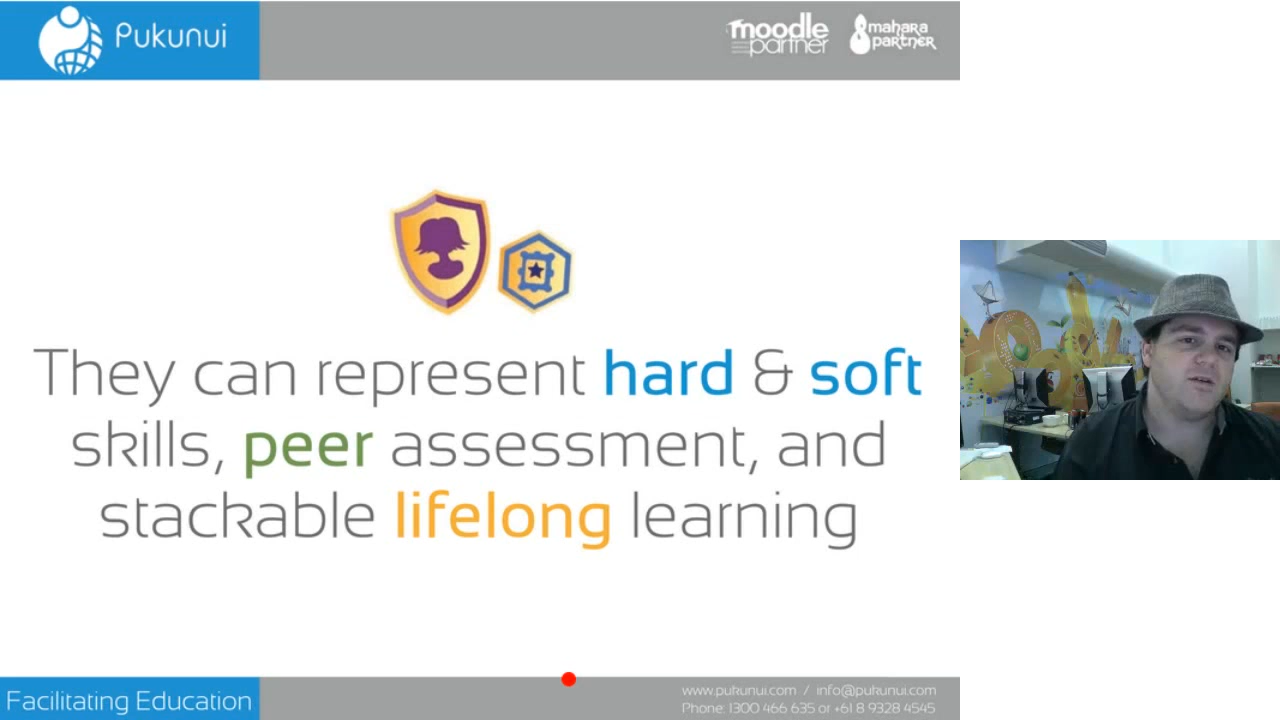 Pukunui
moodle
partner
mahara
partner
They can represent hard & soft
skills, peer assessment, and
stackable lifelong learning
Facilitating Education
www.pukunui.com / info@pukunui.com
Phone: 1300 466 635 or +61 8 9328 4545